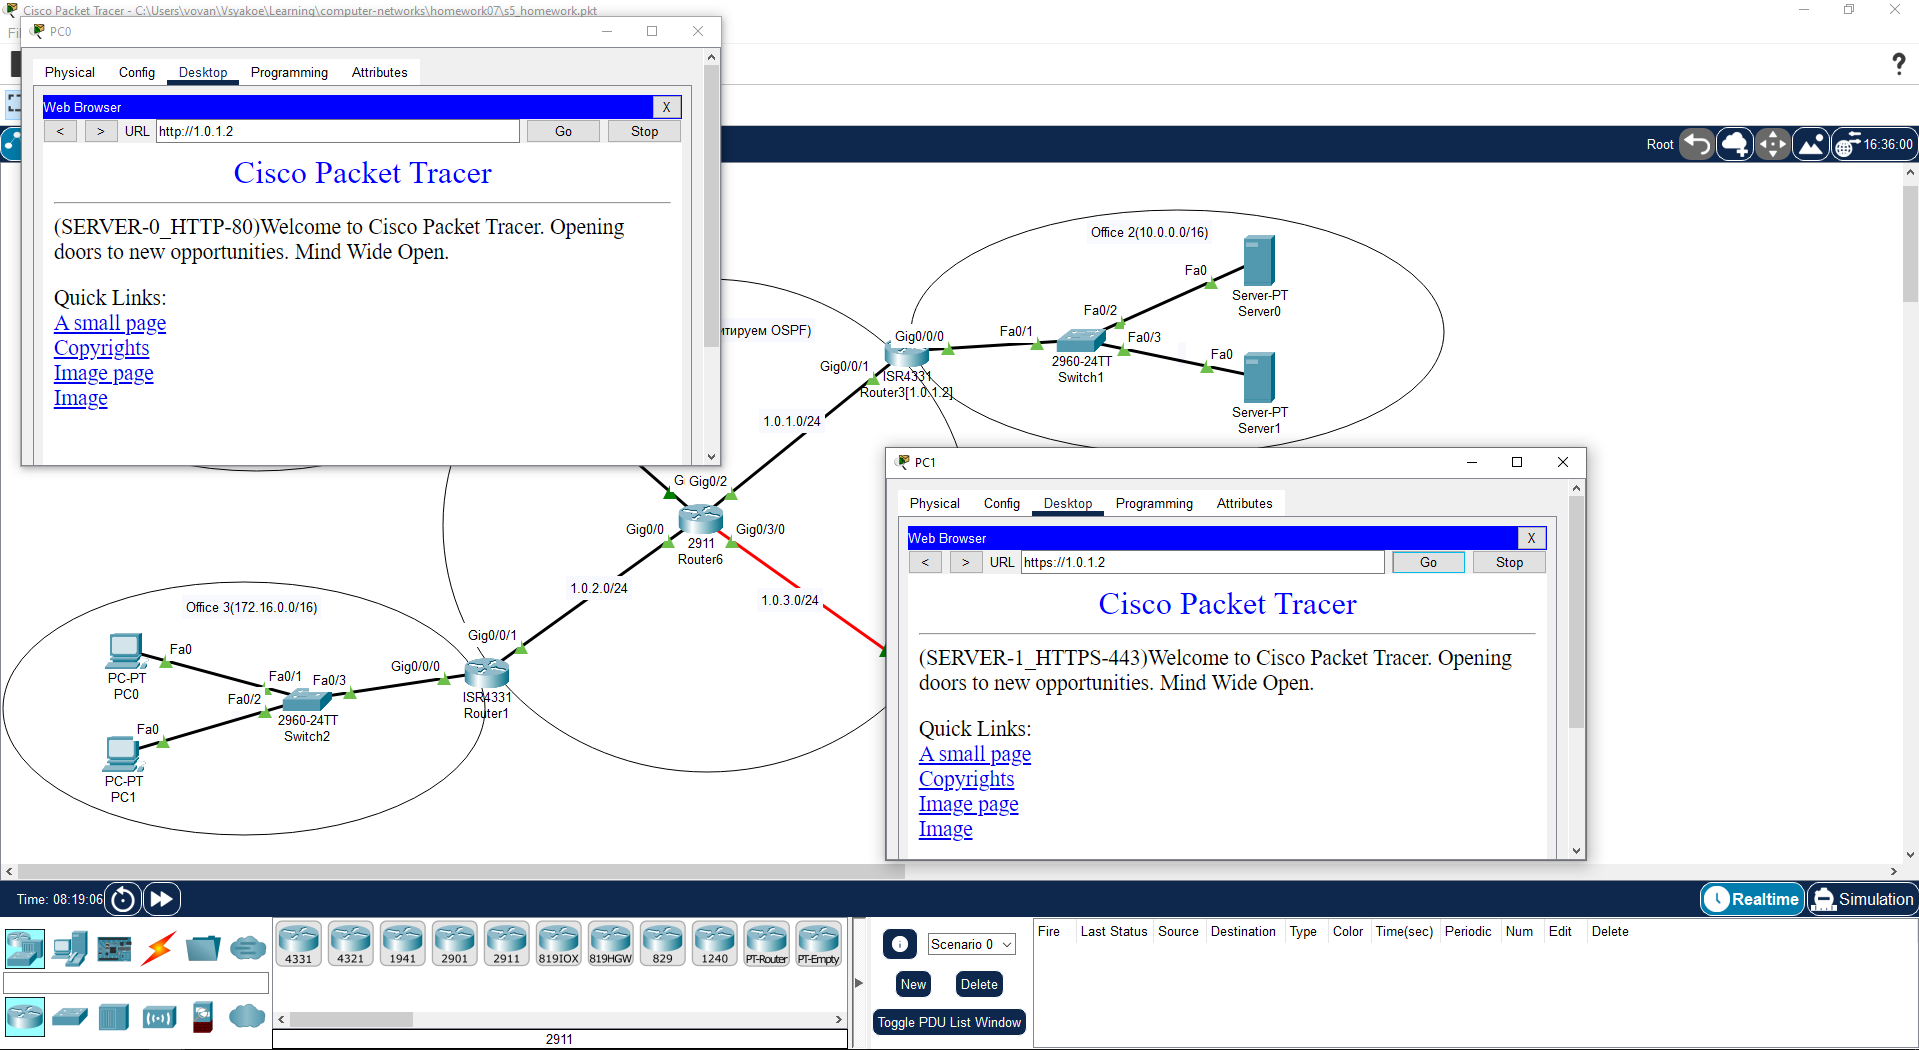 Cisco Packet Tracer - C:\Users\vovan\Vsyakoe\Learning\computer-networks\homework07\s5_homework.pkt
PC0
Physical Config Desktop Programming Attributes
Web Browser X
< > URL http://1.0.1.2 Go Stop
Cisco Packet Tracer
(SERVER-0_HTTP-80)Welcome to Cisco Packet Tracer. Opening
doors to new opportunities. Mind Wide Open.
Quick Links:
A small page
Copyrights
Image page
Image
?
Root 16:36:00
Office 2(10.0.0.0/16)
Fa0
Server-PT
Server0
Fa0/2
Fa0/1
Fa0/3
2960-24TT
Switch1
Fa0
Server-PT
Server1
OSPF)
Gig0/0/0
Gig0/0/1
ISR4331
Router3[1.0.1.2]
1.0.1.0/24
G Gig0/2
Gig0/0
Gig0/3/0
2911
Router6
1.0.2.0/24
1.0.3.0/24
Office 3(172.16.0.0/16)
Fa0
PC-PT
PC0
Fa0/1
Fa0/2
Fa0/3
2960-24TT
Switch2
Fa0
PC-PT
PC1
Gig0/0/0
Gig0/0/1
ISR4331
Router1
PC1
Physical Config Desktop Programming Attributes
Web Browser X
< > URL https://1.0.1.2 Go Stop
Cisco Packet Tracer
(SERVER-1_HTTPS-443)Welcome to Cisco Packet Tracer. Opening
doors to new opportunities. Mind Wide Open.
Quick Links:
A small page
Copyrights
Image page
Image
Time: 08:19:06
Realtime Simulation
4331 4321 1941 2901 2911 819IOX 819HGW 829 1240 PT-Router PT-Empty
2911
Scenario 0
New Delete
Toggle PDU List Window
Fire Last Status Source Destination Type Color Time(sec) Periodic Num Edit Delete